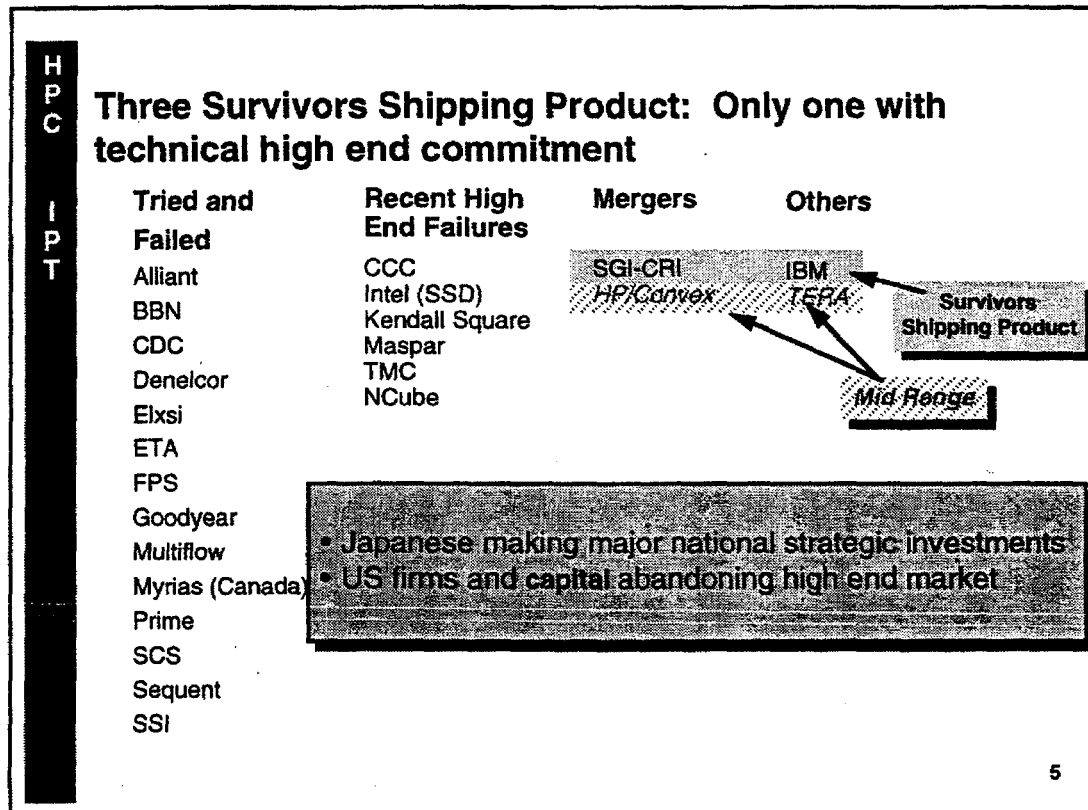 HPC IPT
Three Survivors Shipping Product: Only one with
technical high end commitment
Tried and
Failed
Alliant
BBN
CDC
Denelcor
Elxsi
ETA
FPS
Goodyear
Multiflow
Myrias (Canada)
Prime
SCS
Sequent
SSI
Recent High
End Failures
CCC
Intel (SSD)
Kendall Square
Maspar
TMC
NCube
Mergers
SGI-CRI
HP/Convex
Others
IBM
TERA
Survivors
Shipping Product
Mid Range
• Japanese making major national strategic investments
• US firms and capital abandoning high end market
5